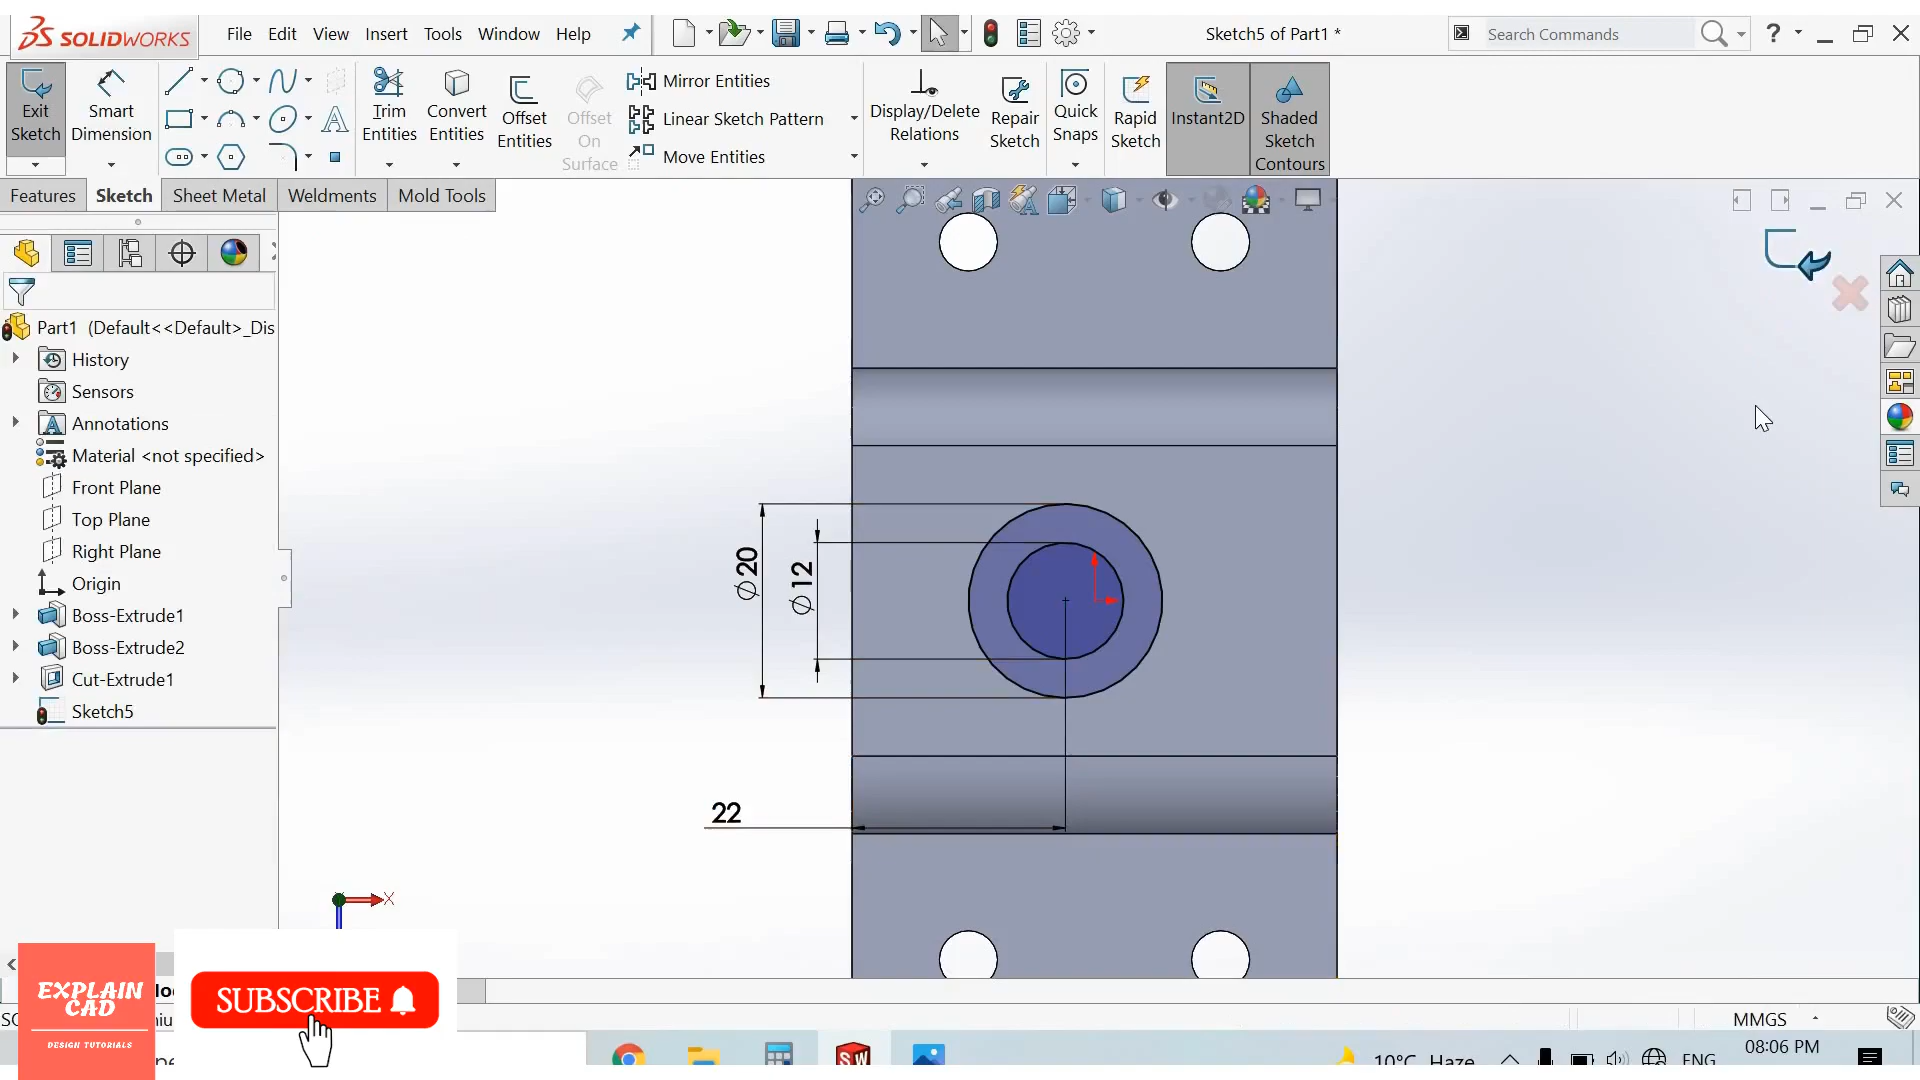 SOLIDWORKS
File Edit View Insert Tools Window Help
Sketch5 of Part1 *
Search Commands
?
Exit Sketch
Smart Dimension
Trim Entities
Convert Entities
Offset Entities
Offset On Surface
Mirror Entities
Linear Sketch Pattern
Move Entities
Display/Delete Relations
Repair Sketch
Quick Snaps
Rapid Sketch
Instant2D
Shaded Sketch Contours
Features Sketch Sheet Metal Weldments Mold Tools
Part1 (Default<<Default>_Dis
History
Sensors
Annotations
Material <not specified>
Front Plane
Top Plane
Right Plane
Origin
Boss-Extrude1
Boss-Extrude2
Cut-Extrude1
Sketch5
∅20
∅12
22
X
EXPLAIN
CAD
DESIGN TUTORIALS
SUBSCRIBE
MMGS
10°C Haze
ENG
08:06 PM